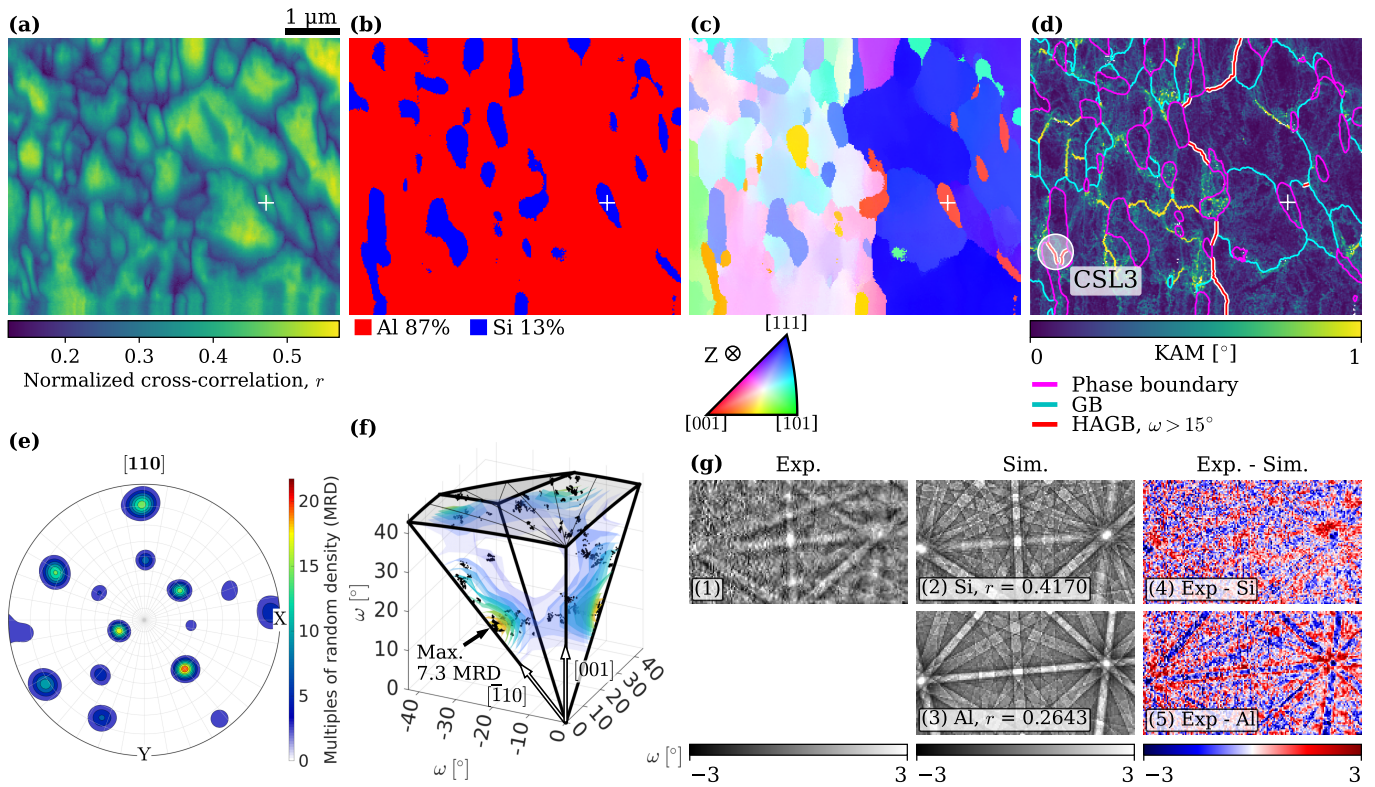 (a)
1 μm
(b)
(c)
(d)
CSL3
0.2 0.3 0.4 0.5
Normalized cross-correlation, r
Al 87% Si 13%
[111]
Z ⊗
[001] [101]
0 KAM [°] 1
Phase boundary
GB
HAGB, ω > 15°
(e)
[110]
X
Y
20
15
10
5
0
Multiples of random density (MRD)
(f)
40
30
20
10
0
ω [°]
Max.
7.3 MRD
[1̅10]
[001]
-40 -30 -20 -10 0
ω [°]
0 10 20 30 40
ω [°]
(g)
Exp. Sim. Exp. - Sim.
(1)
(2) Si, r = 0.4170
(4) Exp - Si
(3) Al, r = 0.2643
(5) Exp - Al
−3 3
−3 3
−3 3